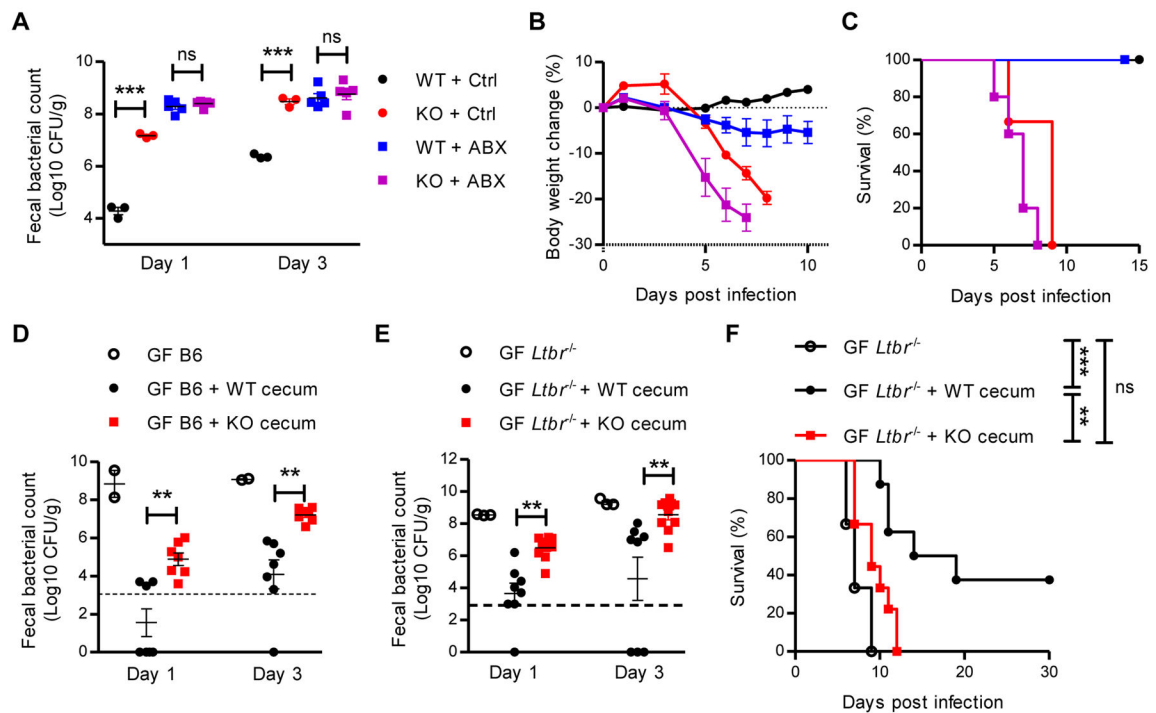 A
Fecal bacterial count
(Log10 CFU/g)
10
8
6
4
***
ns
***
ns
Day 1
Day 3
WT + Ctrl
KO + Ctrl
WT + ABX
KO + ABX
B
Body weight change (%)
10
0
-10
-20
-30
0
5
10
Days post infection
C
Survival (%)
100
80
60
40
20
0
0
5
10
15
Days post infection
D
GF B6
GF B6 + WT cecum
GF B6 + KO cecum
Fecal bacterial count
(Log10 CFU/g)
10
8
6
4
2
0
**
**
Day 1
Day 3
E
GF Ltbr-/-
GF Ltbr-/- + WT cecum
GF Ltbr-/- + KO cecum
Fecal bacterial count
(Log10 CFU/g)
12
10
8
6
4
2
0
**
**
Day 1
Day 3
F
GF Ltbr-/-
GF Ltbr-/- + WT cecum
GF Ltbr-/- + KO cecum
***
**
ns
Survival (%)
100
80
60
40
20
0
0
10
20
30
Days post infection